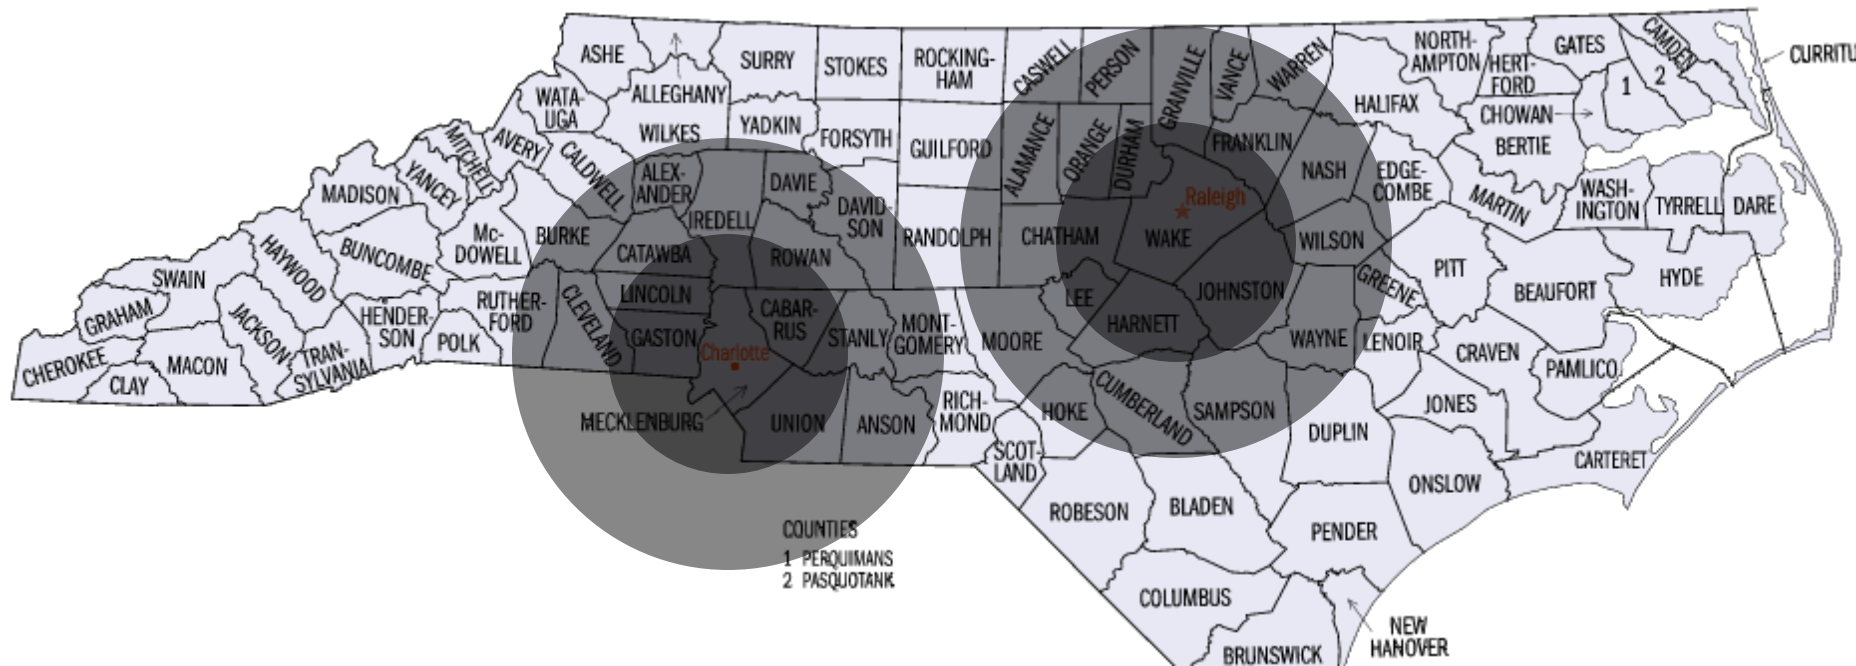 ASHE
ALLEGHANY
SURRY
STOKES
ROCKING-
HAM
CASWELL
PERSON
GRANVILLE
VANCE
WARREN
NORTH-
AMPTON
HERT-
FORD
GATES
CAMDEN
CURRITU
WATA-
UGA
WILKES
YADKIN
FORSYTH
GUILFORD
ALAMANCE
ORANGE
DURHAM
FRANKLIN
NASH
HALIFAX
EDGE-
COMBE
CHOWAN
BERTIE
1
2
MITCHELL
AVERY
CALDWELL
ALEX-
ANDER
IREDELL
DAVIE
DAVID-
SON
RANDOLPH
CHATHAM
WAKE
Raleigh
WILSON
MARTIN
WASH-
INGTON
TYRRELL
DARE
MADISON
YANCEY
Mc-
DOWELL
BURKE
CATAWBA
ROWAN
HAYWOOD
BUNCOMBE
SWAIN
GRAHAM
JACKSON
HENDER-
SON
POLK
RUTHER-
FORD
CLEVELAND
LINCOLN
GASTON
CABAR-
RUS
STANLY
MONT-
GOMERY
MOORE
LEE
HARNETT
JOHNSTON
WAYNE
GREENE
PITT
BEAUFORT
HYDE
CHEROKEE
CLAY
MACON
TRAN-
SYLVANIA
Charlotte
MECKLENBURG
UNION
ANSON
RICH-
MOND
SCOT-
LAND
HOKE
CUMBERLAND
SAMPSON
DUPLIN
LENOIR
CRAVEN
PAMLICO
JONES
CARTERET
ONSLOW
ROBESON
BLADEN
PENDER
COLUMBUS
BRUNSWICK
NEW
HANOVER
COUNTIES
1 PERQUIMANS
2 PASQUOTANK